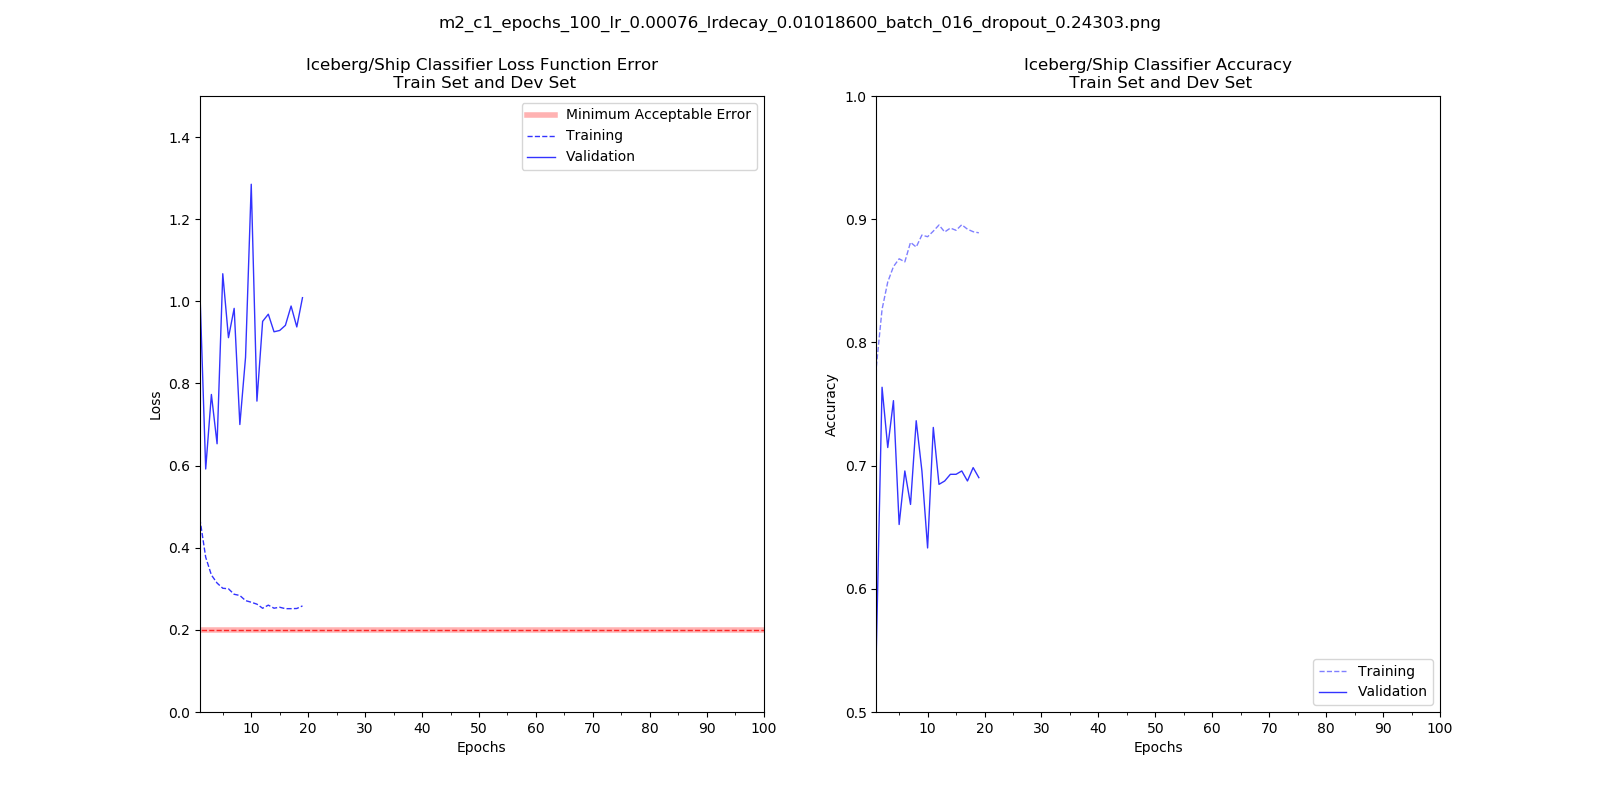 m2_c1_epochs_100_lr_0.00076_lrdecay_0.01018600_batch_016_dropout_0.24303.png
Iceberg/Ship Classifier Loss Function Error
Train Set and Dev Set
Minimum Acceptable Error
Training
Validation
1.4
1.2
1.0
0.8
0.6
0.4
0.2
0.0
Loss
10 20 30 40 50 60 70 80 90 100
Epochs
Iceberg/Ship Classifier Accuracy
Train Set and Dev Set
1.0
0.9
0.8
0.7
0.6
0.5
Accuracy
Training
Validation
10 20 30 40 50 60 70 80 90 100
Epochs